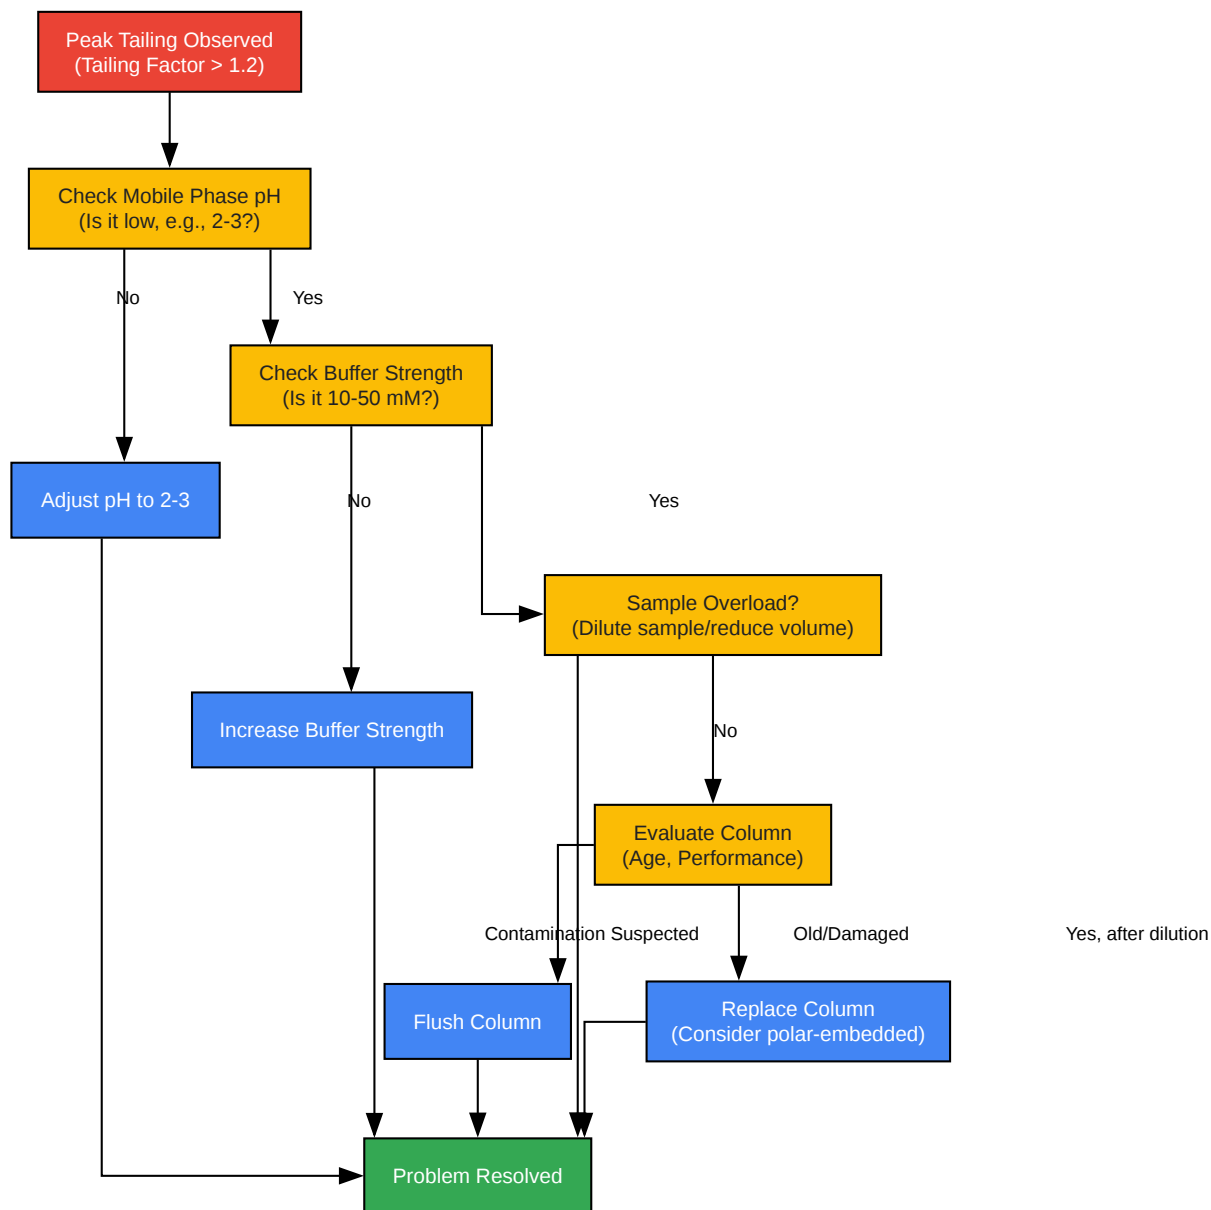 Peak Tailing Observed
(Tailing Factor > 1.2)
Check Mobile Phase pH
(Is it low, e.g., 2-3?)
No
Yes
Check Buffer Strength
(Is it 10-50 mM?)
Adjust pH to 2-3
No
Yes
Sample Overload?
(Dilute sample/reduce volume)
Increase Buffer Strength
No
Evaluate Column
(Age, Performance)
Contamination Suspected
Old/Damaged
Yes, after dilution
Flush Column
Replace Column
(Consider polar-embedded)
Problem Resolved